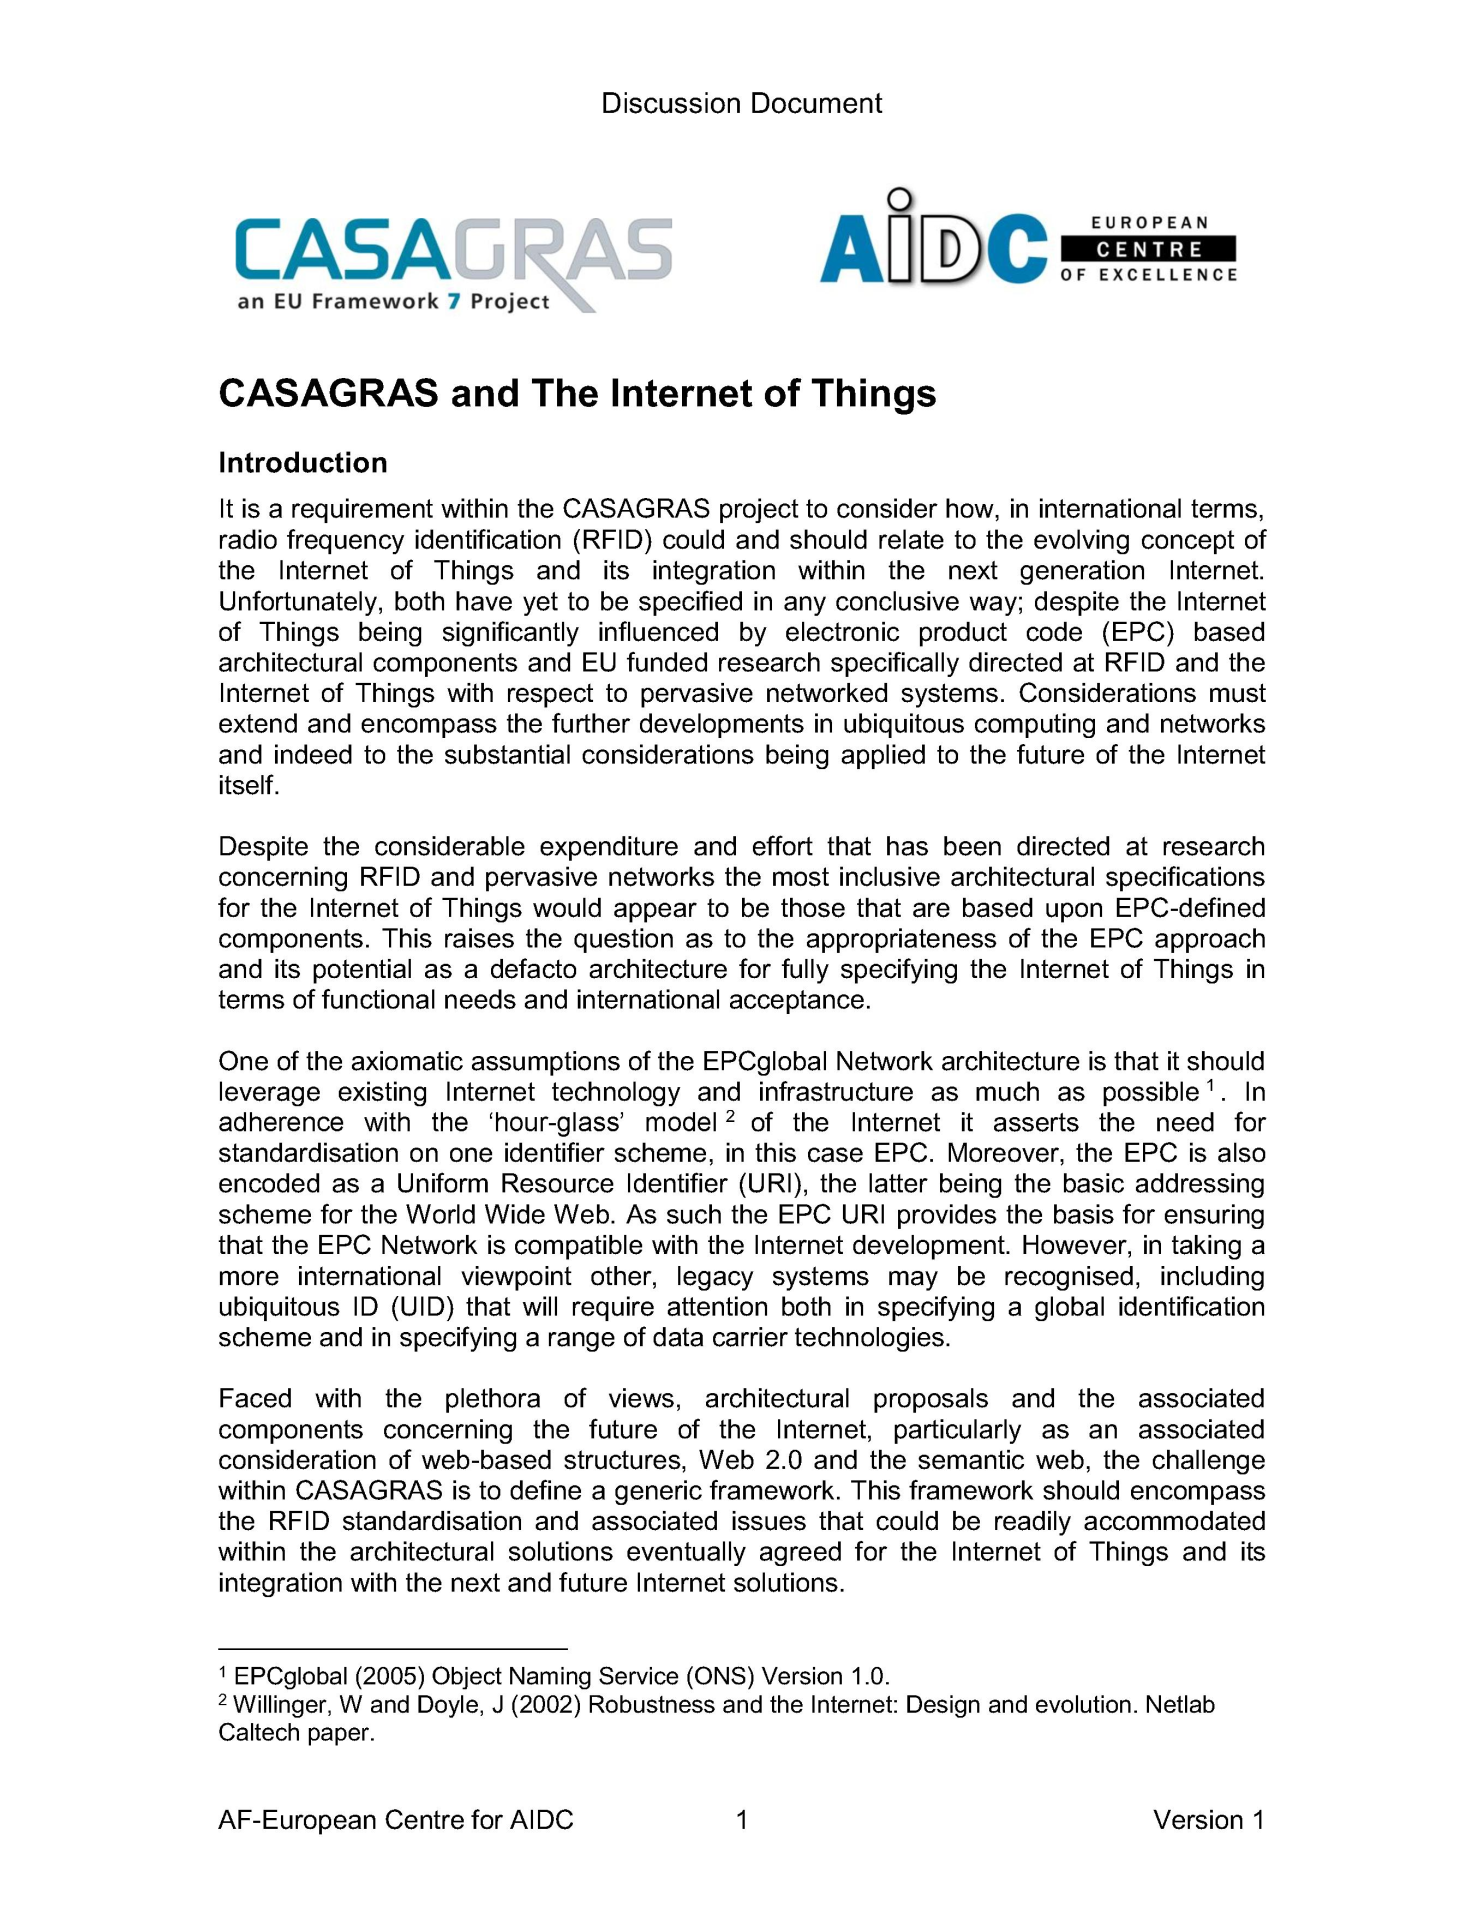 Discussion Document
CASAGRAS
an EU Framework 7 Project
AiDC
EUROPEAN
CENTRE
OF EXCELLENCE
CASAGRAS and The Internet of Things
Introduction
It is a requirement within the CASAGRAS project to consider how, in international terms,
radio frequency identification (RFID) could and should relate to the evolving concept of
the Internet of Things and its integration within the next generation Internet.
Unfortunately, both have yet to be specified in any conclusive way; despite the Internet
of Things being significantly influenced by electronic product code (EPC) based
architectural components and EU funded research specifically directed at RFID and the
Internet of Things with respect to pervasive networked systems. Considerations must
extend and encompass the further developments in ubiquitous computing and networks
and indeed to the substantial considerations being applied to the future of the Internet
itself.
Despite the considerable expenditure and effort that has been directed at research
concerning RFID and pervasive networks the most inclusive architectural specifications
for the Internet of Things would appear to be those that are based upon EPC-defined
components. This raises the question as to the appropriateness of the EPC approach
and its potential as a defacto architecture for fully specifying the Internet of Things in
terms of functional needs and international acceptance.
One of the axiomatic assumptions of the EPCglobal Network architecture is that it should
leverage existing Internet technology and infrastructure as much as possible 1. In
adherence with the ‘hour-glass’ model 2 of the Internet it asserts the need for
standardisation on one identifier scheme, in this case EPC. Moreover, the EPC is also
encoded as a Uniform Resource Identifier (URI), the latter being the basic addressing
scheme for the World Wide Web. As such the EPC URI provides the basis for ensuring
that the EPC Network is compatible with the Internet development. However, in taking a
more international viewpoint other, legacy systems may be recognised, including
ubiquitous ID (UID) that will require attention both in specifying a global identification
scheme and in specifying a range of data carrier technologies.
Faced with the plethora of views, architectural proposals and the associated
components concerning the future of the Internet, particularly as an associated
consideration of web-based structures, Web 2.0 and the semantic web, the challenge
within CASAGRAS is to define a generic framework. This framework should encompass
the RFID standardisation and associated issues that could be readily accommodated
within the architectural solutions eventually agreed for the Internet of Things and its
integration with the next and future Internet solutions.
1 EPCglobal (2005) Object Naming Service (ONS) Version 1.0.
2 Willinger, W and Doyle, J (2002) Robustness and the Internet: Design and evolution. Netlab
Caltech paper.
AF-European Centre for AIDC 1 Version 1